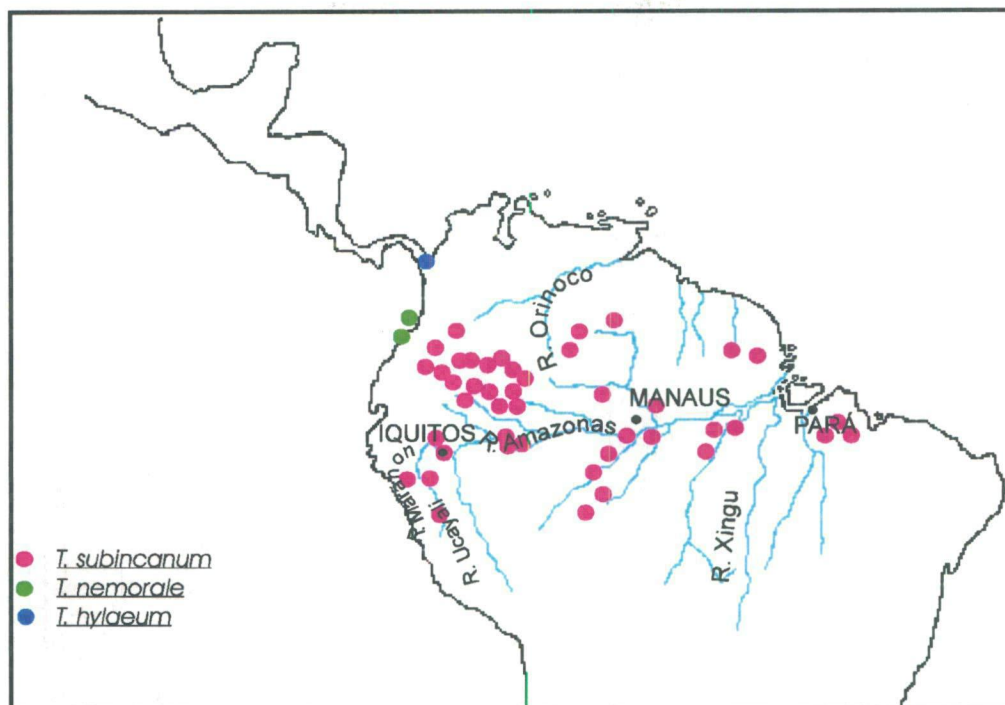 R. Orinoco
MANAUS
IQUITOS
R. Amazonas
PARÁ
R. Marañon
R. Ucayali
R. Xingu
T. subincanum
T. nemorale
T. hylaeum